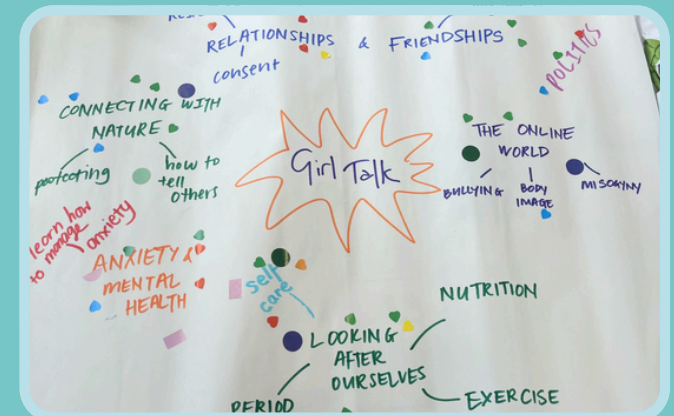 RELATIONSHIPS & FRIENDSHIPS
consent
POLITICS
CONNECTING WITH
NATURE
protecting
how to
tell
others
Girl Talk
THE ONLINE
WORLD
BULLYING
BODY
IMAGE
MISOGYNY
learn how
to manage
anxiety
ANXIETY &
MENTAL
HEALTH
self
care
LOOKING
AFTER
OURSELVES
NUTRITION
PERIOD
EXERCISE